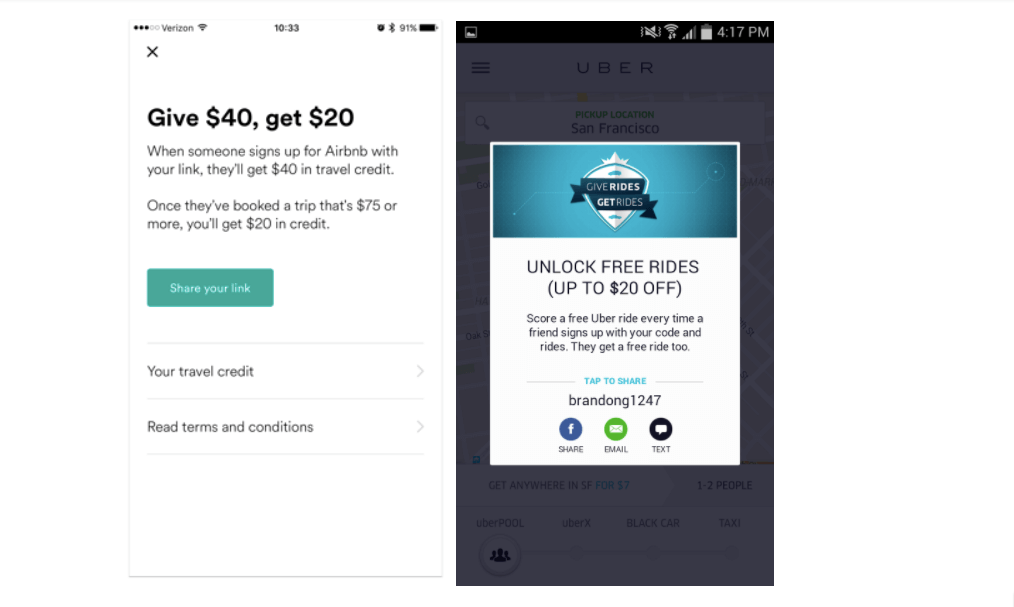 Verizon 10:33 91%
Give $40, get $20
When someone signs up for Airbnb with
your link, they'll get $40 in travel credit.
Once they've booked a trip that's $75 or
more, you'll get $20 in credit.
Share your link
Your travel credit
Read terms and conditions
4:17 PM
UBER
PICKUP LOCATION
San Francisco
GIVE RIDES
GET RIDES
UNLOCK FREE RIDES
(UP TO $20 OFF)
Score a free Uber ride every time a
friend signs up with your code and
rides. They get a free ride too.
TAP TO SHARE
brandong1247
f
SHARE EMAIL TEXT
GET ANYWHERE IN SF FOR $7 1-2 PEOPLE
uberPOOL uberX BLACK CAR TAXI